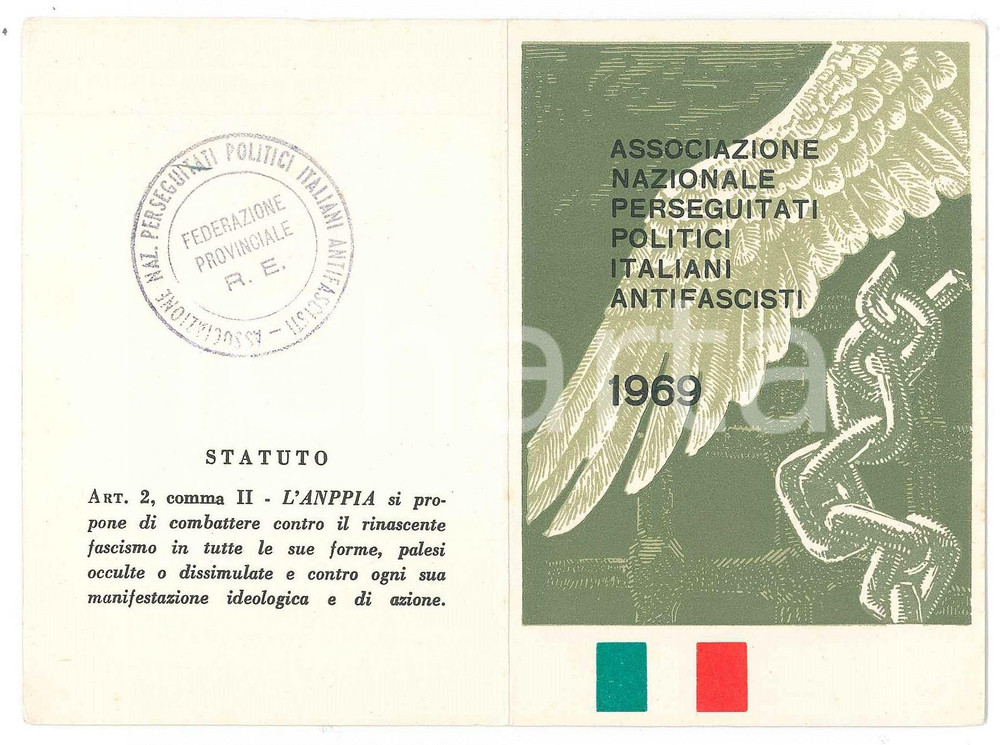 ASSOCIAZIONE NAZ. PERSEGUITATI POLITICI ITALIANI ANTIFASCISTI —
FEDERAZIONE
PROVINCIALE
R. E.
STATUTO
ART. 2, comma II - L'ANPPIA si pro-
pone di combattere contro il rinascente
fascismo in tutte le sue forme, palesi
occulte o dissimulate e contro ogni sua
manifestazione ideologica e di azione.
ASSOCIAZIONE
NAZIONALE
PERSEGUITATI
POLITICI
ITALIANI
ANTIFASCISTI
1969